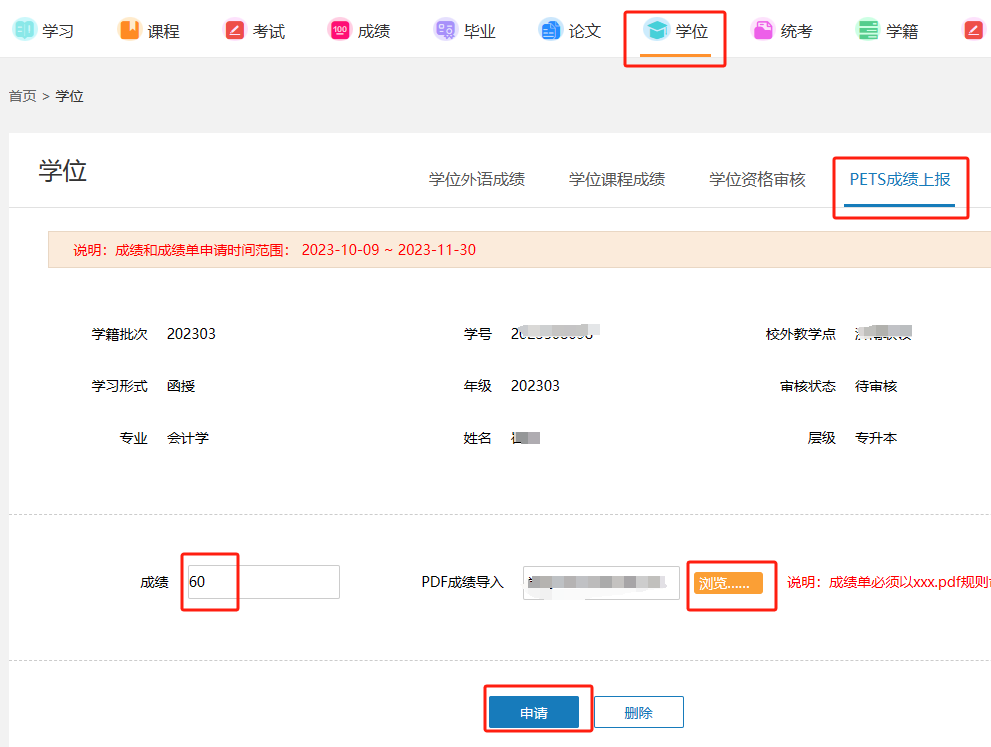 学习 课程 考试 100 成绩 毕业 论文 学位 统考 学籍
首页 > 学位
学位
学位外语成绩 学位课程成绩 学位资格审核 PETS成绩上报
说明：成绩和成绩单申请时间范围： 2023-10-09 ~ 2023-11-30
学籍批次 202303 学号 校外教学点
学习形式 函授 年级 202303 审核状态 待审核
专业 会计学 姓名 层级 专升本
成绩 60 PDF成绩导入 浏览...... 说明：成绩单必须以xxx.pdf规则
申请 删除